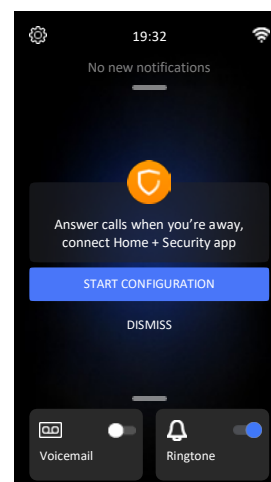 19:32
No new notifications
Answer calls when you're away,
connect Home + Security app
START CONFIGURATION
DISMISS
Voicemail
Ringtone